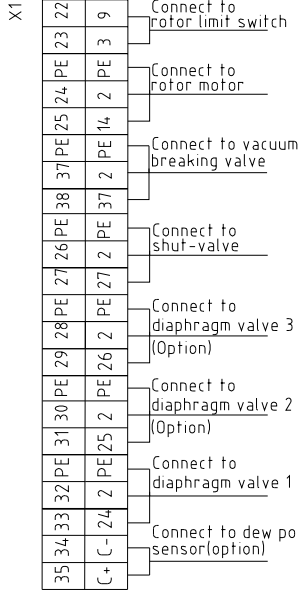 X1
22 9
Connect to
rotor limit switch
23 3
PE PE
Connect to
rotor motor
24 2
25 14
PE PE
Connect to vacuum
breaking valve
37 2
38 37
PE PE
Connect to
shut-valve
26 2
27 27
PE PE
Connect to
diaphragm valve 3
(Option)
28 2
29 26
PE PE
Connect to
diaphragm valve 2
(Option)
30 2
31 25
PE PE
Connect to
diaphragm valve 1
32 2
33 24
34 C-
Connect to dew po
sensor(option)
35 C+